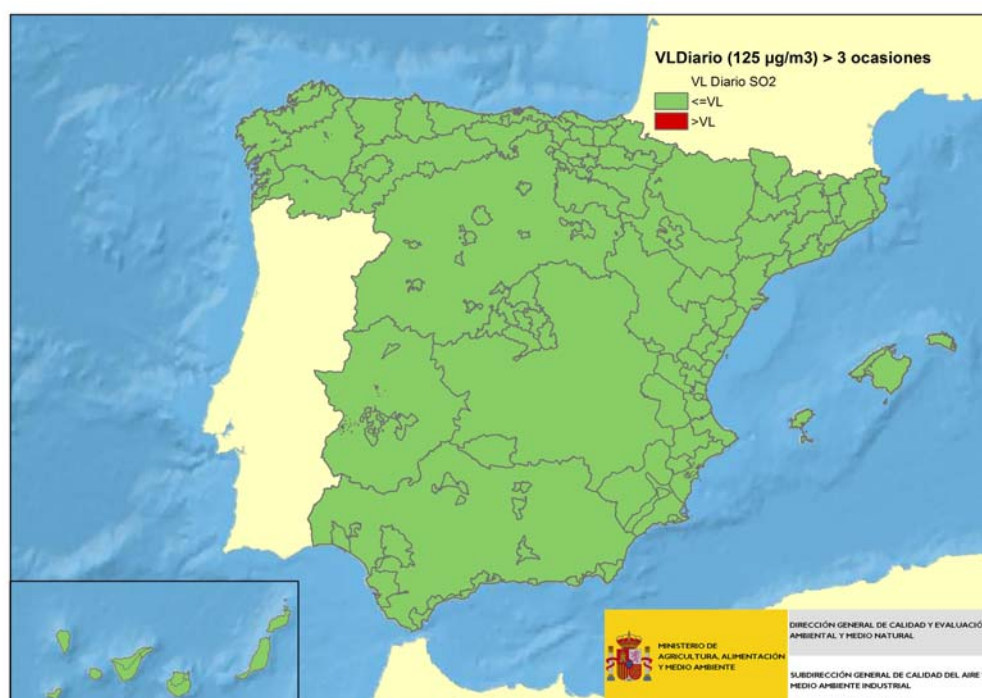 VLDiario (125 µg/m3) > 3 ocasiones
VL Diario SO2
<=VL
>VL
MINISTERIO DE
AGRICULTURA, ALIMENTACIÓN
Y MEDIO AMBIENTE
DIRECCIÓN GENERAL DE CALIDAD Y EVALUACIÓ
AMBIENTAL Y MEDIO NATURAL
SUBDIRECCIÓN GENERAL DE CALIDAD DEL AIRE Y
MEDIO AMBIENTE INDUSTRIAL